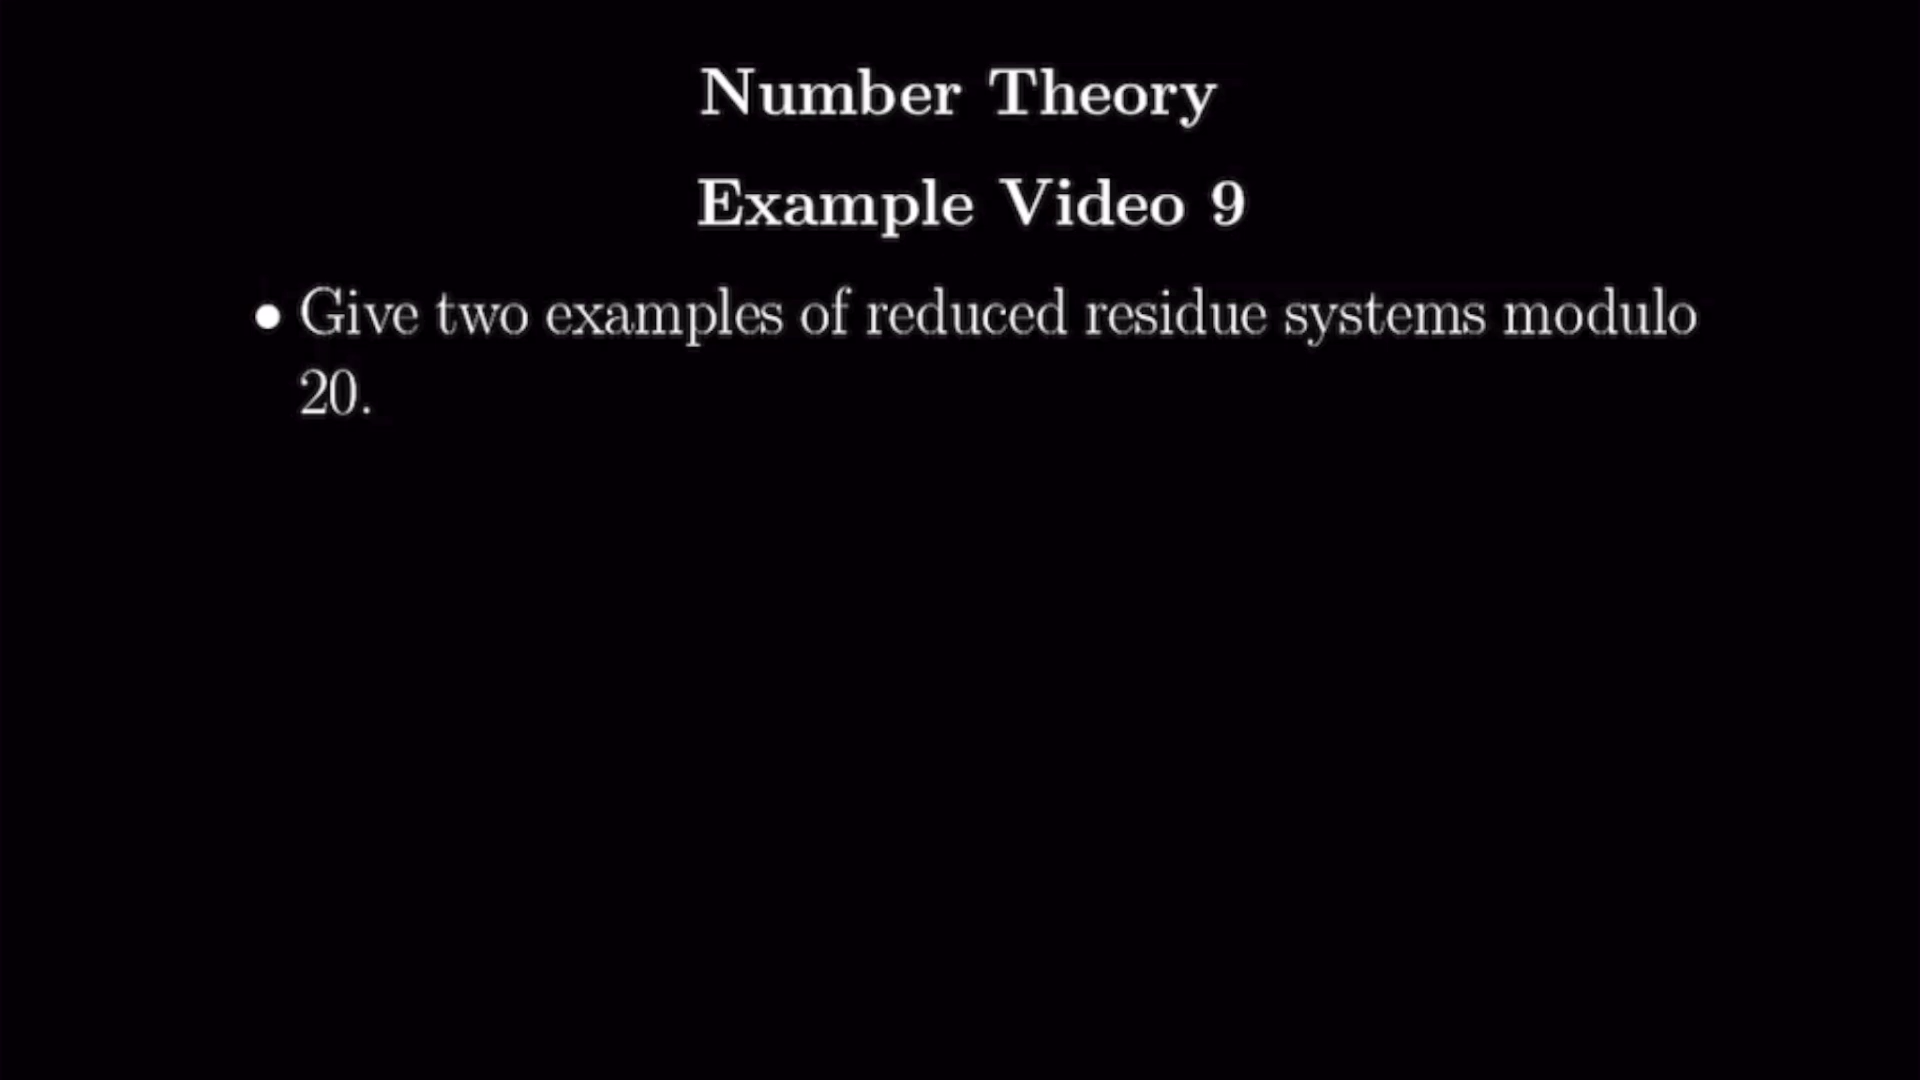 Number Theory
Example Video 9
• Give two examples of reduced residue systems modulo
20.